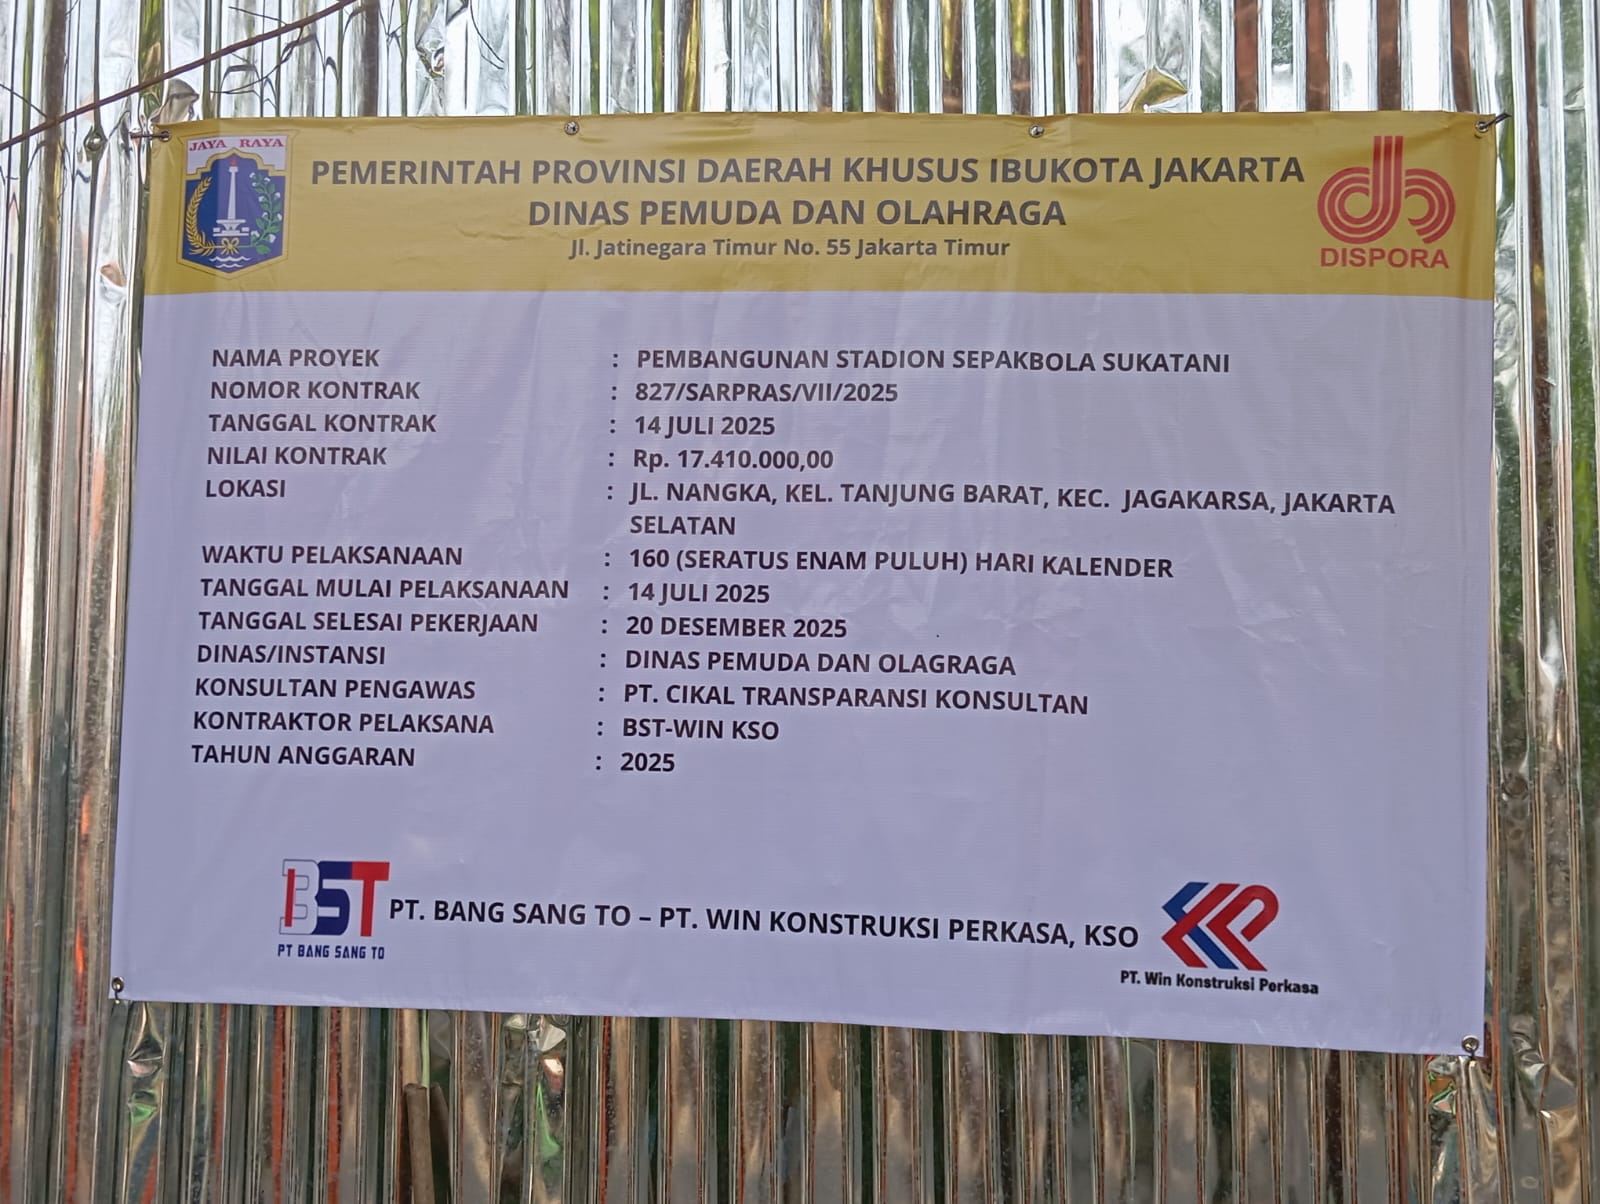 JAYA RAYA
PEMERINTAH PROVINSI DAERAH KHUSUS IBUKOTA JAKARTA
DINAS PEMUDA DAN OLAHRAGA
Jl. Jatinegara Timur No. 55 Jakarta Timur
DISPORA
NAMA PROYEK : PEMBANGUNAN STADION SEPAKBOLA SUKATANI
NOMOR KONTRAK : 827/SARPRAS/VII/2025
TANGGAL KONTRAK : 14 JULI 2025
NILAI KONTRAK : Rp. 17.410.000,00
LOKASI : JL. NANGKA, KEL. TANJUNG BARAT, KEC. JAGAKARSA, JAKARTA
SELATAN
WAKTU PELAKSANAAN : 160 (SERATUS ENAM PULUH) HARI KALENDER
TANGGAL MULAI PELAKSANAAN : 14 JULI 2025
TANGGAL SELESAI PEKERJAAN : 20 DESEMBER 2025
DINAS/INSTANSI : DINAS PEMUDA DAN OLAGRAGA
KONSULTAN PENGAWAS : PT. CIKAL TRANSPARANSI KONSULTAN
KONTRAKTOR PELAKSANA : BST-WIN KSO
TAHUN ANGGARAN : 2025
BST
PT BANG SANG TO
PT. BANG SANG TO – PT. WIN KONSTRUKSI PERKASA, KSO
PT. Win Konstruksi Perkasa